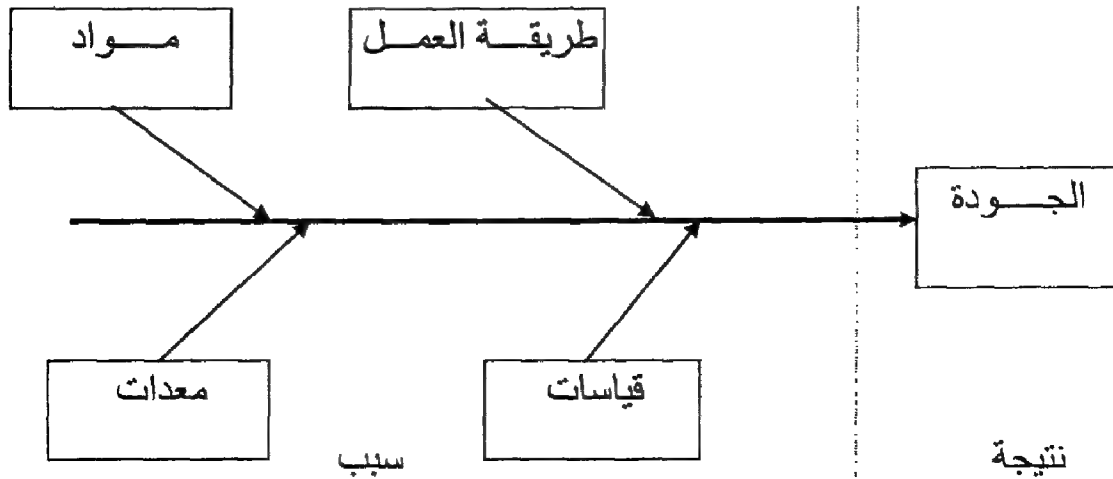 طريقة العمل
مواد
الجودة
قياسات
معدات
نتيجة
سبب